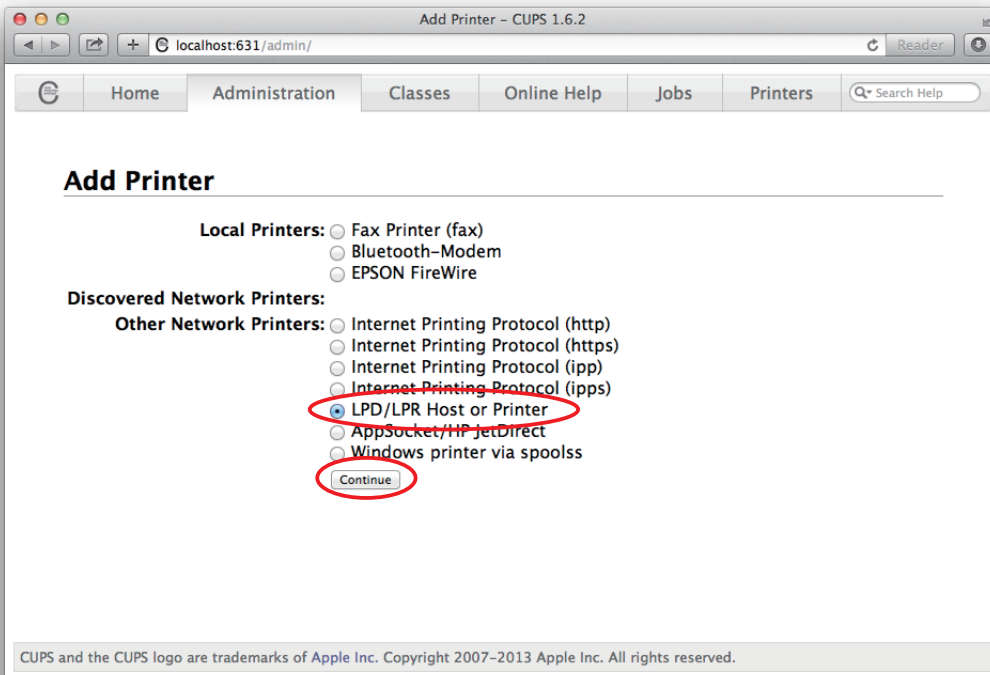 Add Printer – CUPS 1.6.2
localhost:631/admin/
Reader
Home Administration Classes Online Help Jobs Printers Search Help
Add Printer
Local Printers: Fax Printer (fax)
Bluetooth-Modem
EPSON FireWire
Discovered Network Printers:
Other Network Printers: Internet Printing Protocol (http)
Internet Printing Protocol (https)
Internet Printing Protocol (ipp)
Internet Printing Protocol (ipps)
LPD/LPR Host or Printer
AppSocket/HP JetDirect
Windows printer via spoolss
Continue
CUPS and the CUPS logo are trademarks of Apple Inc. Copyright 2007-2013 Apple Inc. All rights reserved.